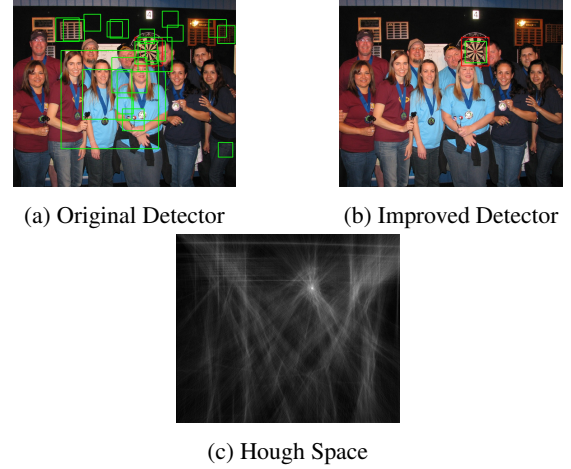 (a) Original Detector
(b) Improved Detector
(c) Hough Space